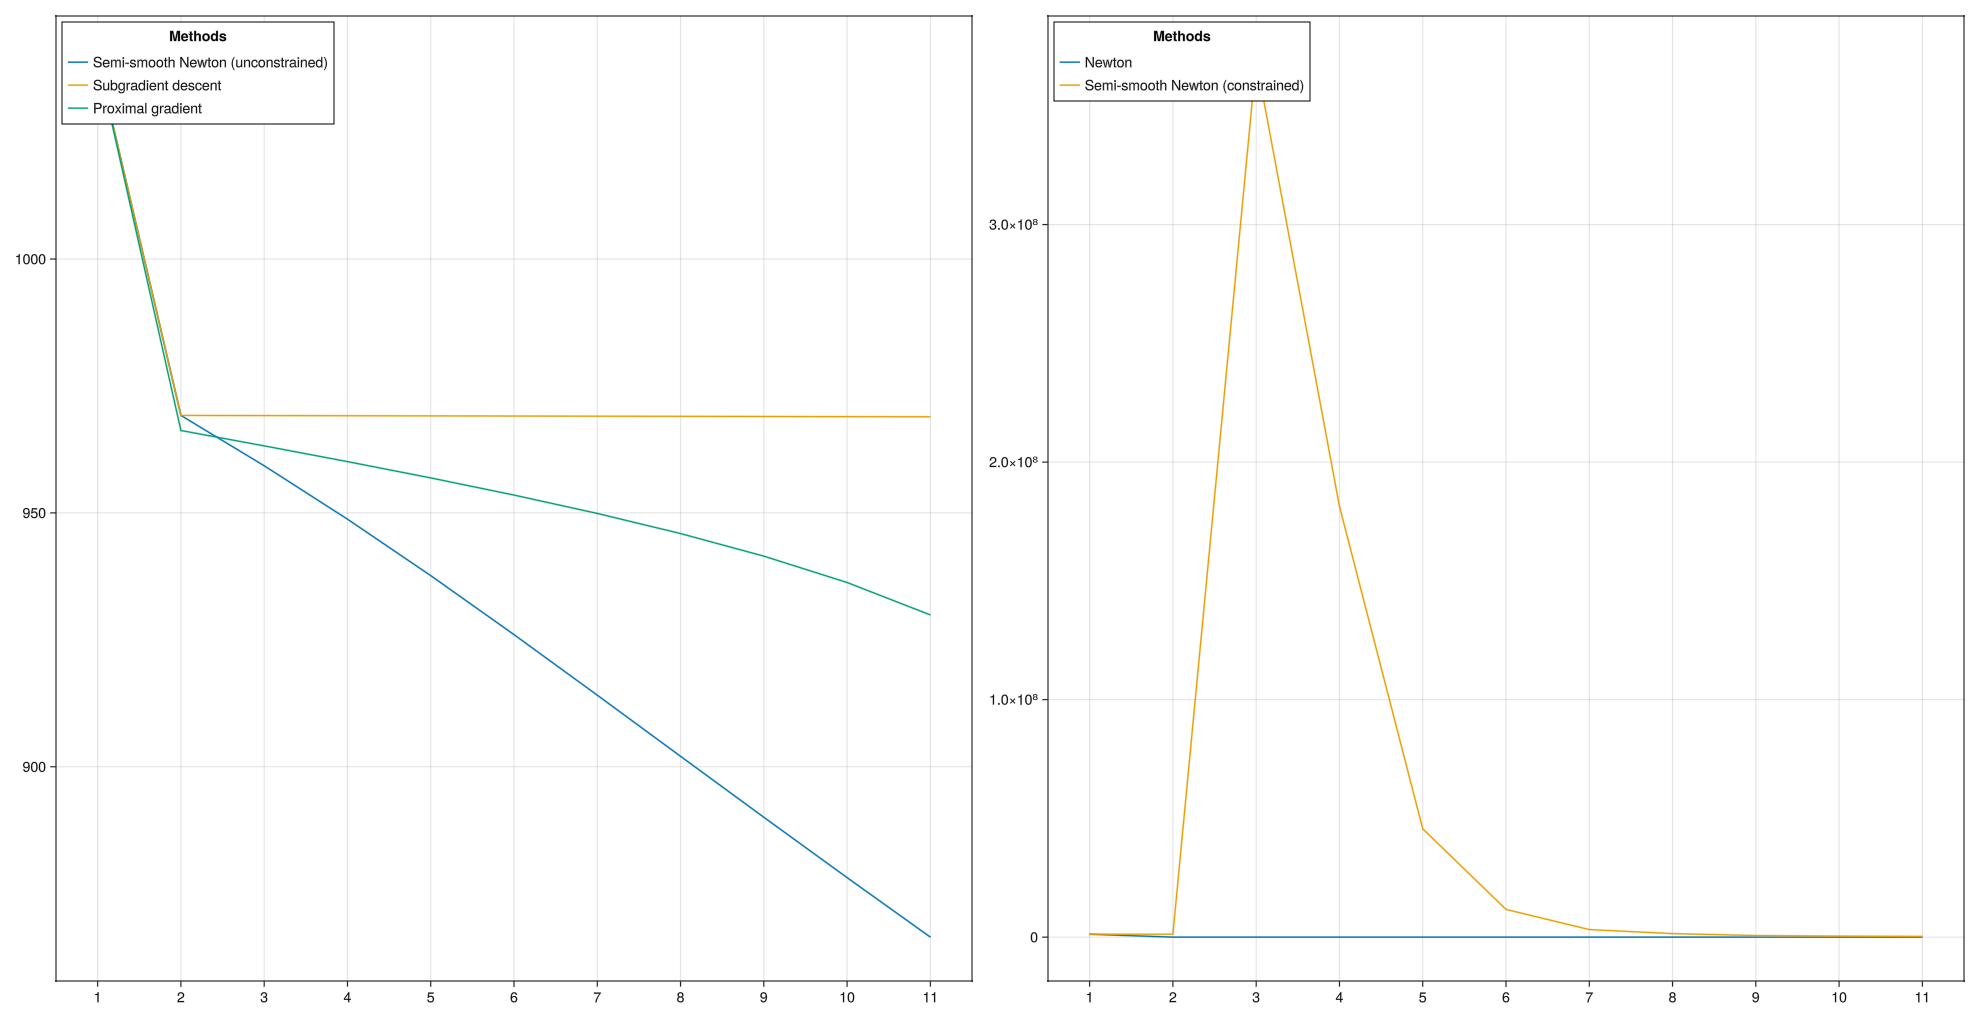 Methods
Semi-smooth Newton (unconstrained)
Subgradient descent
Proximal gradient
1000
950
900
1 2 3 4 5 6 7 8 9 10 11
Methods
Newton
Semi-smooth Newton (constrained)
3.0×10⁸
2.0×10⁸
1.0×10⁸
0
1 2 3 4 5 6 7 8 9 10 11